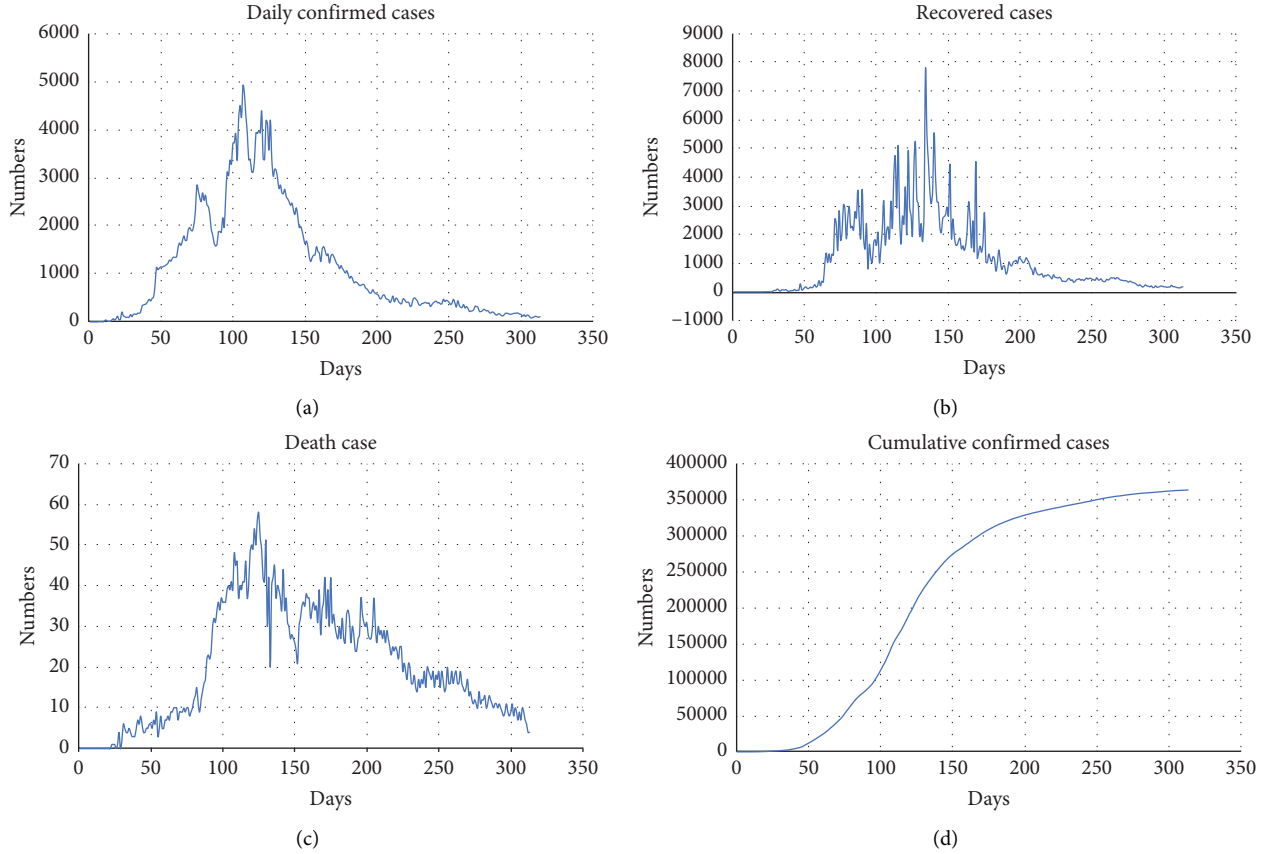 Daily confirmed cases
6000
5000
4000
3000
2000
1000
0
Numbers
0 50 100 150 200 250 300 350
Days
(a)
Recovered cases
9000
8000
7000
6000
5000
4000
3000
2000
1000
0
−1000
Numbers
0 50 100 150 200 250 300 350
Days
(b)
Death case
70
60
50
40
30
20
10
0
Numbers
0 50 100 150 200 250 300 350
Days
(c)
Cumulative confirmed cases
400000
350000
300000
250000
200000
150000
100000
50000
0
Numbers
0 50 100 150 200 250 300 350
Days
(d)